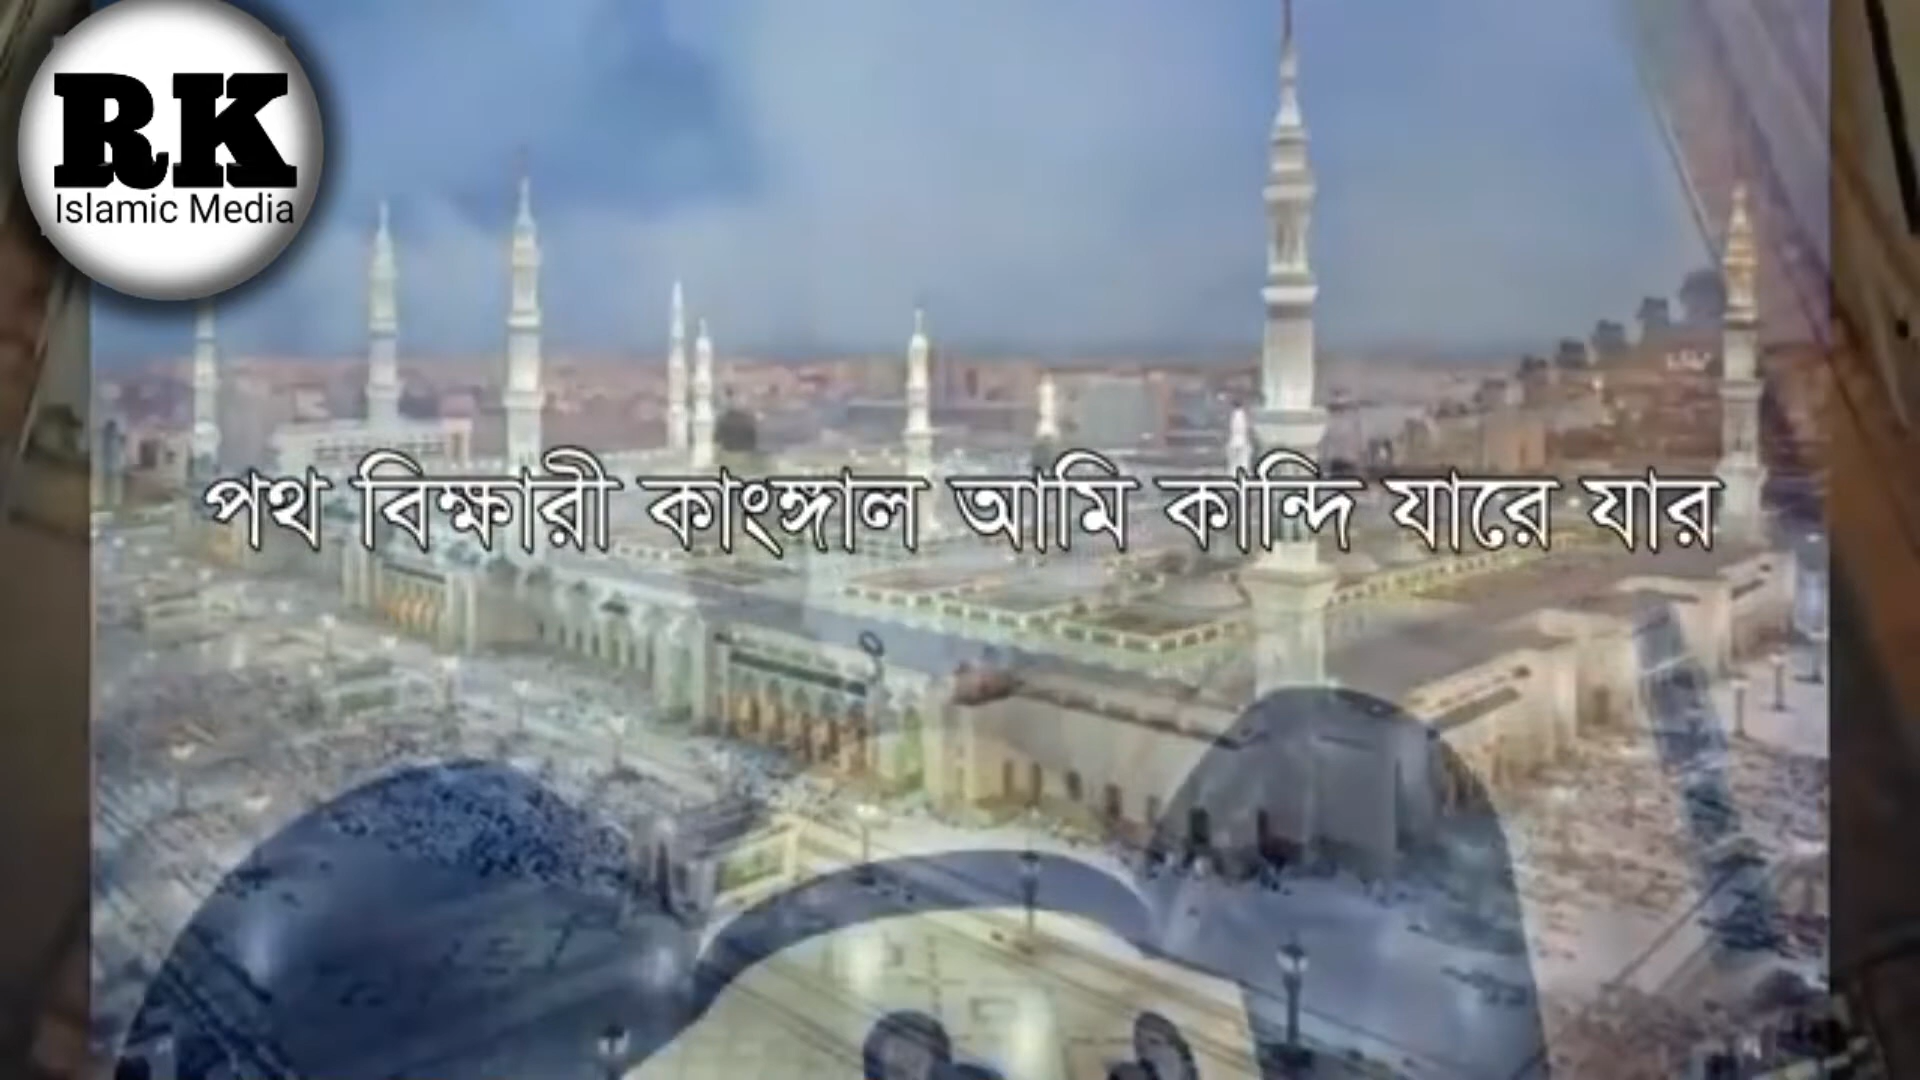 RK
Islamic Media
পথ বিক্ষারী কাংঙ্গাল আমি কান্দি যারে যার